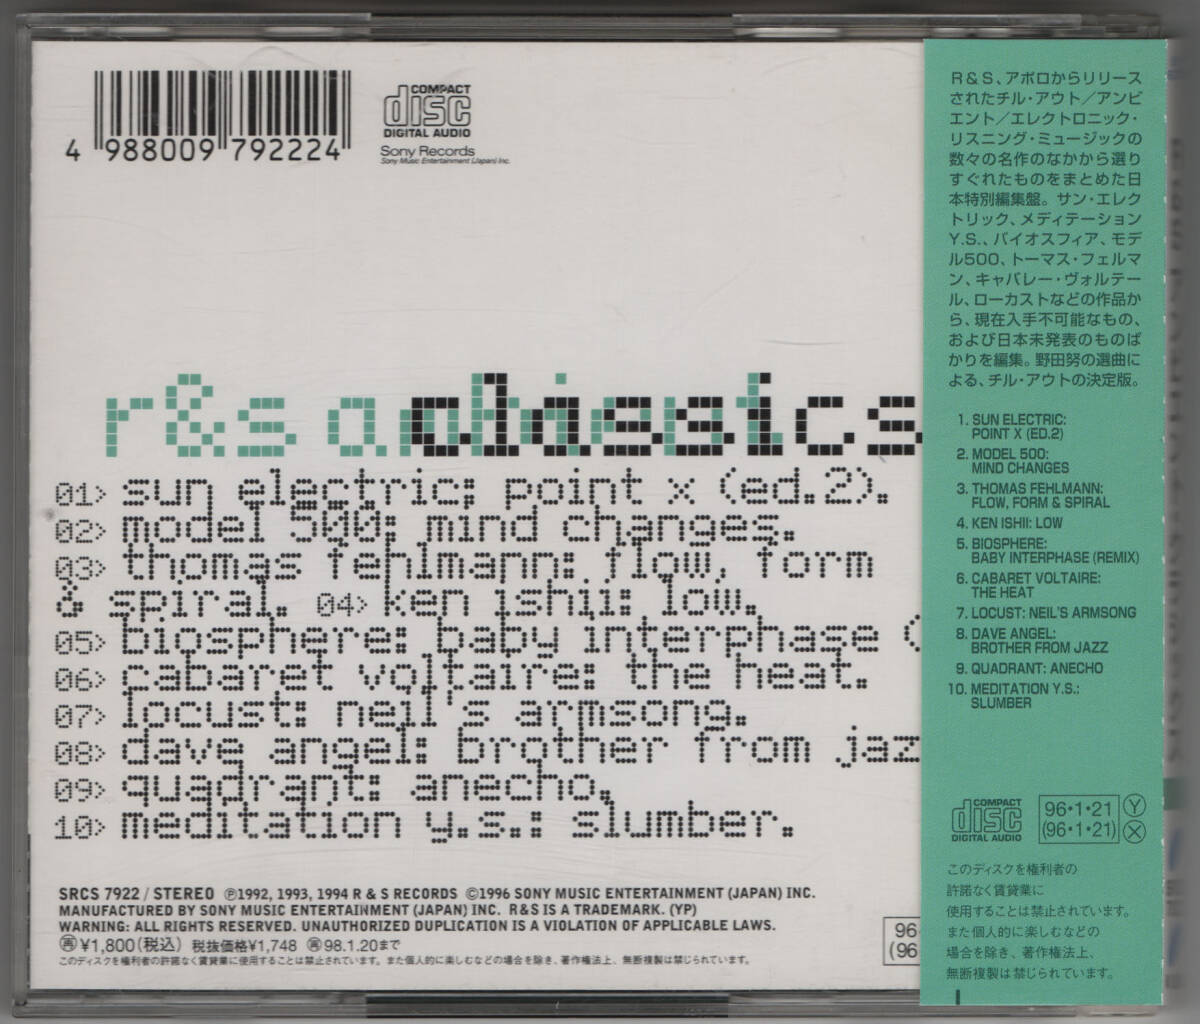 4 988009 792224
COMPACT
disc
DIGITAL AUDIO
Sony Records
Sony Music Entertainment (Japan) Inc.
r&s classics
01> sun electric: point x (ed.2).
02> model 500: mind changes.
03> thomas fehlmann: flow, form
& spiral. 04> ken ishii: low.
05> biosphere: baby interphase (
06> cabaret voltaire: the heat.
07> locust: neil's armsong.
08> dave angel: brother from jaz
09> quadrant: anecho.
10> meditation y.s.: slumber.
SRCS 7922 / STEREO ℗1992, 1993, 1994 R & S RECORDS ©1996 SONY MUSIC ENTERTAINMENT (JAPAN) INC.
MANUFACTURED BY SONY MUSIC ENTERTAINMENT (JAPAN) INC. R&S IS A TRADEMARK. (YP)
WARNING: ALL RIGHTS RESERVED. UNAUTHORIZED DUPLICATION IS A VIOLATION OF APPLICABLE LAWS.
㊢¥1,800(税込) 税抜価格¥1,748 ㊢98.1.20まで
このディスクを権利者の許諾なく賃貸業に使用することは禁止されています。また個人的に楽しむなどの場合を除き、著作権法上、無断複製は禁じられています。
96
(96
R&S、アポロからリリース
されたチル・アウト／アンビ
エント／エレクトロニック・
リスニング・ミュージックの
数々の名作のなかから選り
すぐれたものをまとめた日
本特別編集盤。サン・エレク
トリック、メディテーション
Y.S.、バイオスフィア、モデ
ル500、トーマス・フェルマ
ン、キャバレー・ヴォルテー
ル、ローカストなどの作品か
ら、現在入手不可能なもの、
および日本未発表のものば
かりを編集。野田努の選曲に
よる、チル・アウトの決定版。
1. SUN ELECTRIC:
POINT X (ED.2)
2. MODEL 500:
MIND CHANGES
3. THOMAS FEHLMANN:
FLOW, FORM & SPIRAL
4. KEN ISHII: LOW
5. BIOSPHERE:
BABY INTERPHASE (REMIX)
6. CABARET VOLTAIRE:
THE HEAT
7. LOCUST: NEIL'S ARMSONG
8. DAVE ANGEL:
BROTHER FROM JAZZ
9. QUADRANT: ANECHO
10. MEDITATION Y.S.:
SLUMBER
COMPACT
disc
DIGITAL AUDIO
96・1・21 Ⓨ
(96・1・21) Ⓧ
このディスクを権利者の
許諾なく賃貸業に
使用することは禁止されています。
また個人的に楽しむなどの
場合を除き、著作権法上、
無断複製は禁じられています。